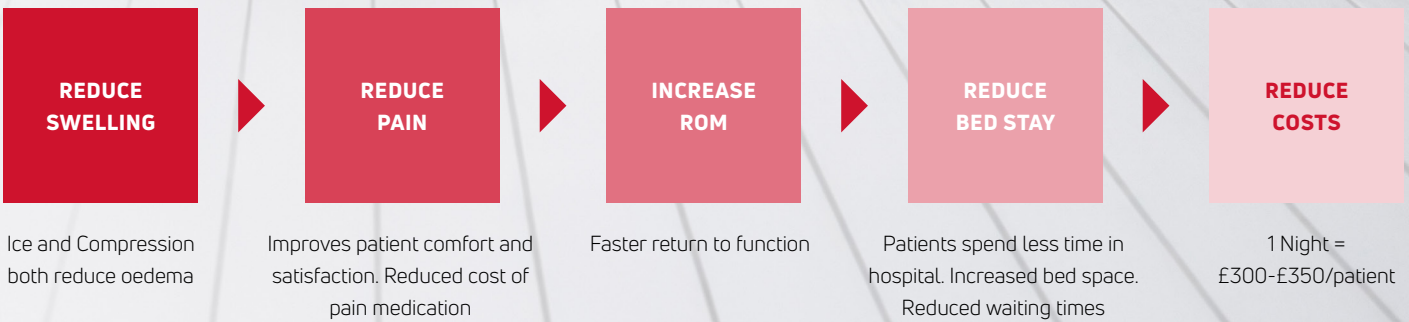 REDUCE
SWELLING
REDUCE
PAIN
INCREASE
ROM
REDUCE
BED STAY
REDUCE
COSTS
Ice and Compression
both reduce oedema
Improves patient comfort and
satisfaction. Reduced cost of
pain medication
Faster return to function
Patients spend less time in
hospital. Increased bed space.
Reduced waiting times
1 Night =
£300-£350/patient